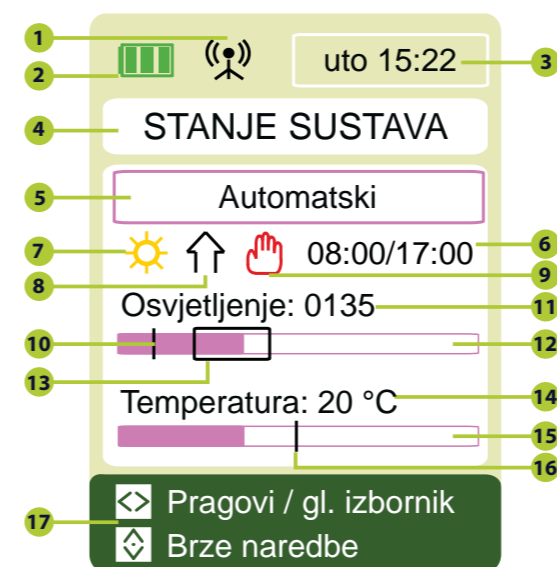 1
2
uto 15:22
3
4
STANJE SUSTAVA
5
Automatski
6
7
08:00/17:00
8
9
Osvjetljenje: 0135
11
10
12
13
Temperatura: 20 °C
14
15
16
17
Pragovi / gl. izbornik
Brze naredbe